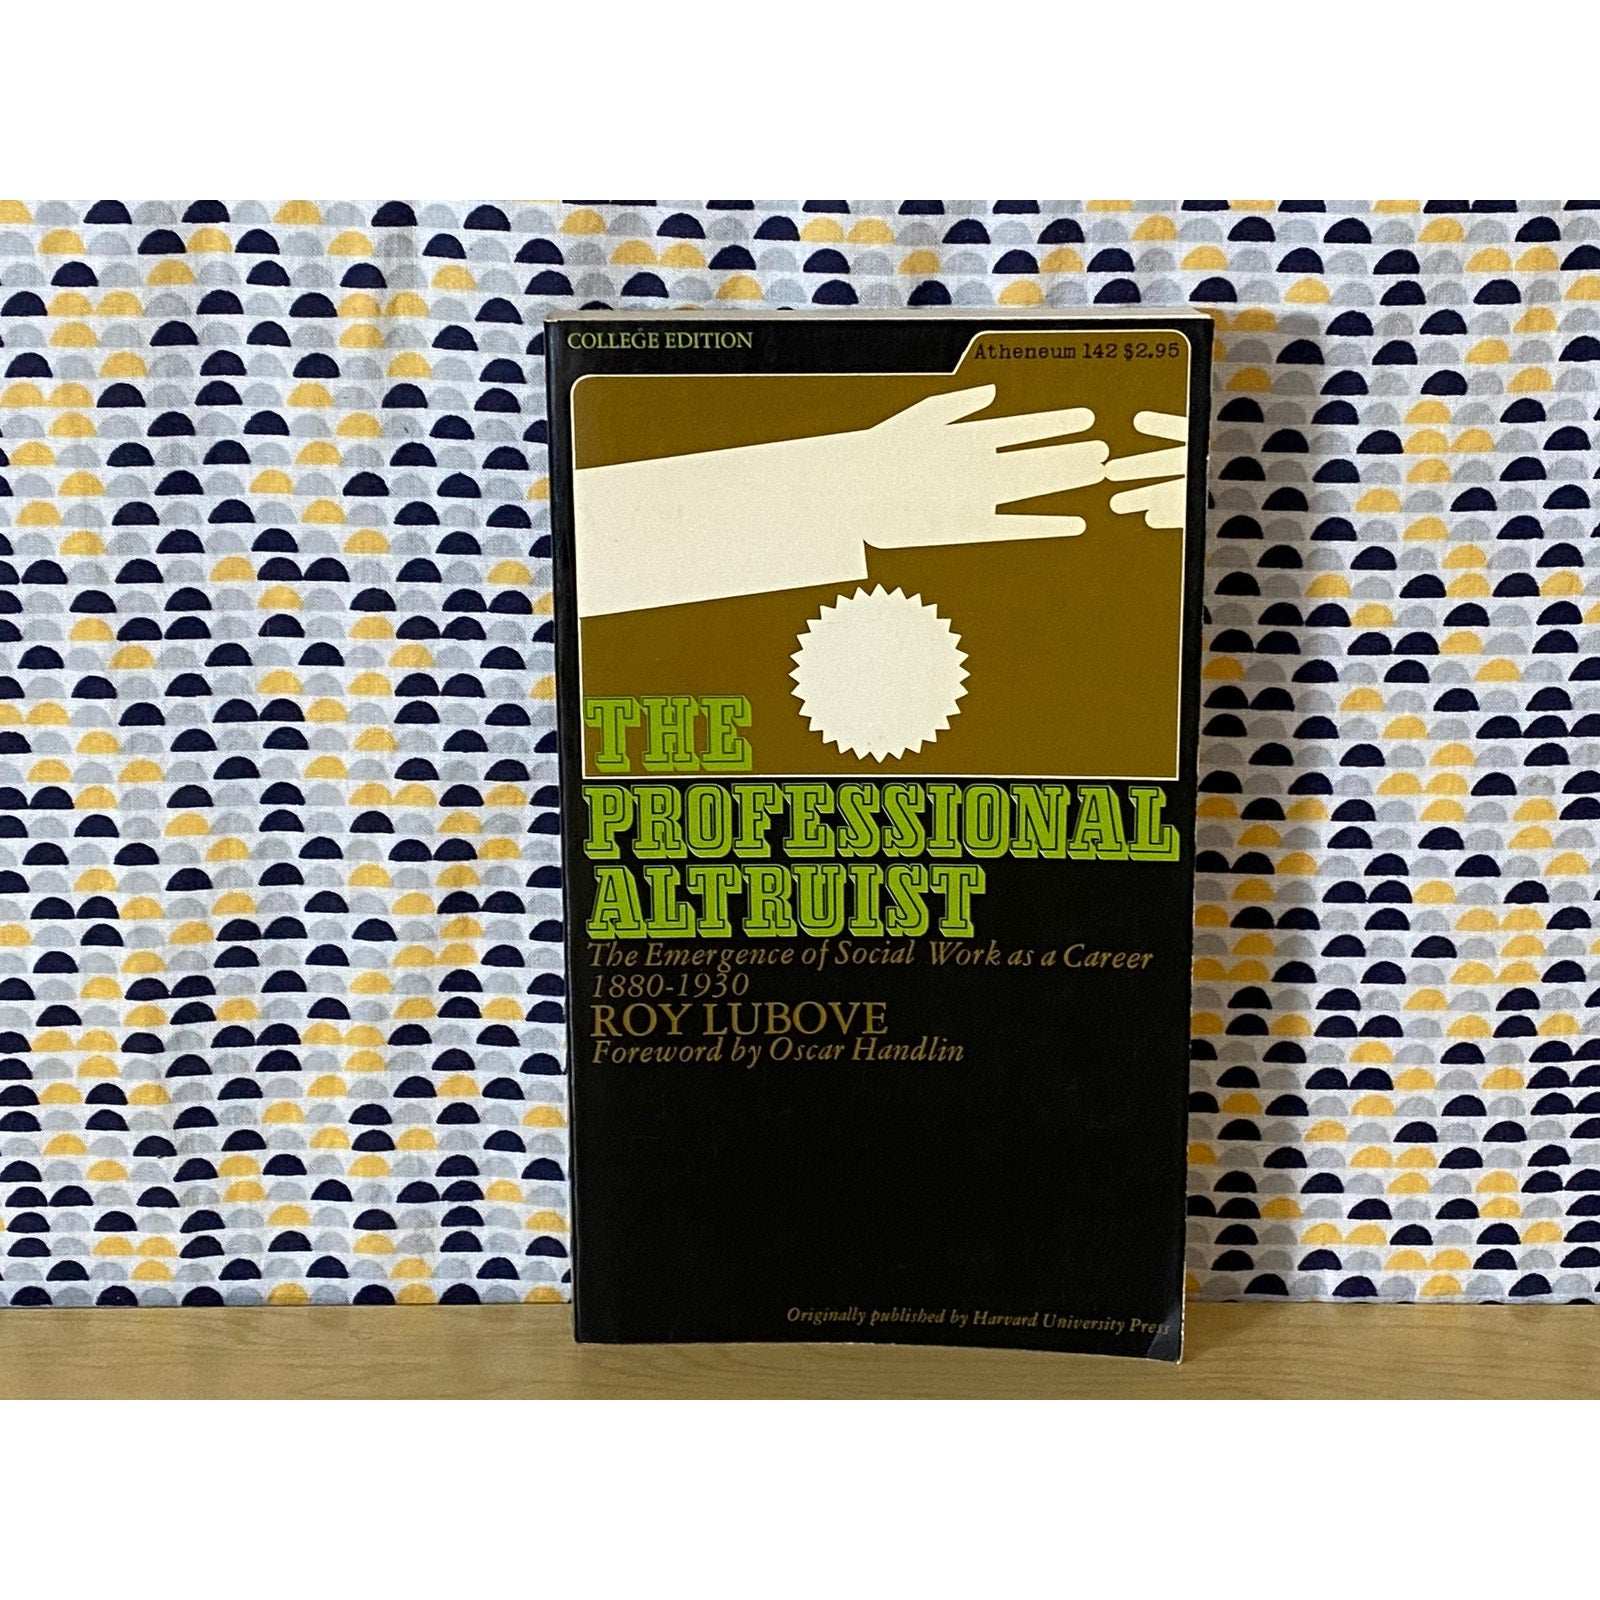 COLLEGE EDITION
Atheneum 142 $2.95
THE
PROFESSIONAL
ALTRUIST
The Emergence of Social Work as a Career
1880-1930
ROY LUBOVE
Foreword by Oscar Handlin
Originally published by Harvard University Press